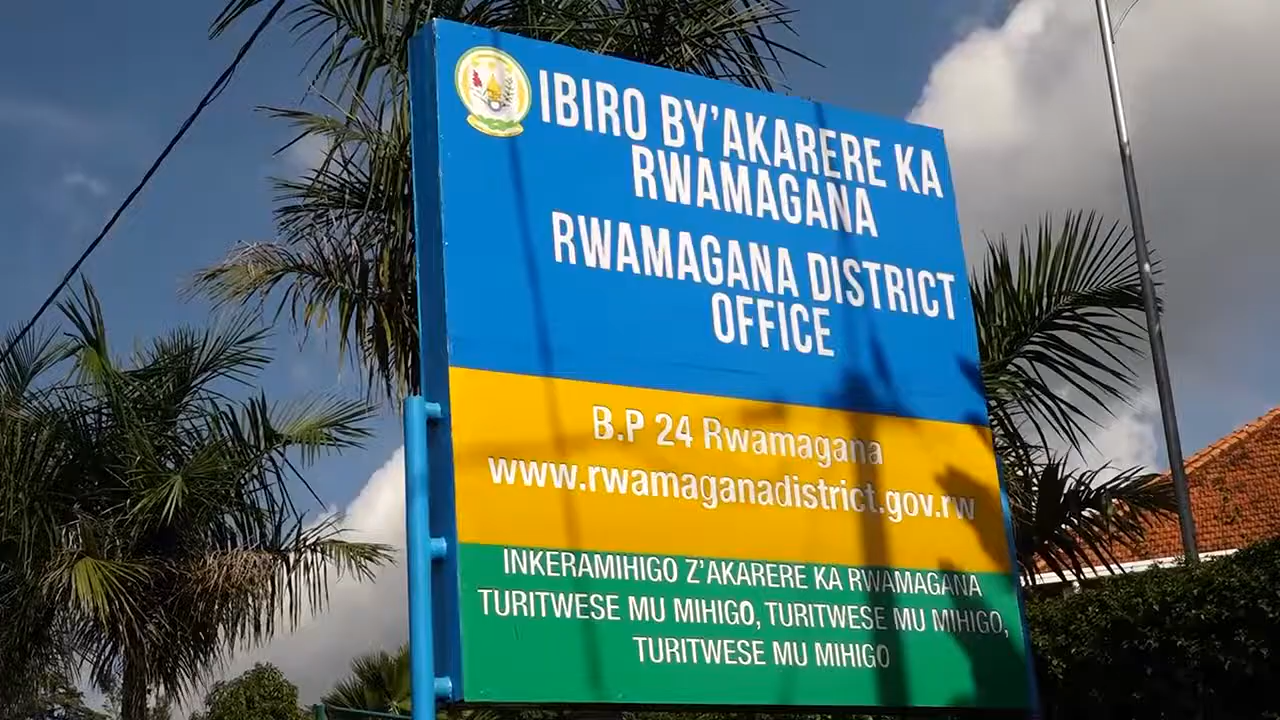 IBIRO BY'AKARERE KA
RWAMAGANA
RWAMAGANA DISTRICT
OFFICE
B.P 24 Rwamagana
www.rwamaganadistrict.gov.rw
INKERAMIHIGO Z'AKARERE KA RWAMAGANA
TURITWESE MU MIHIGO, TURITWESE MU MIHIGO,
TURITWESE MU MIHIGO